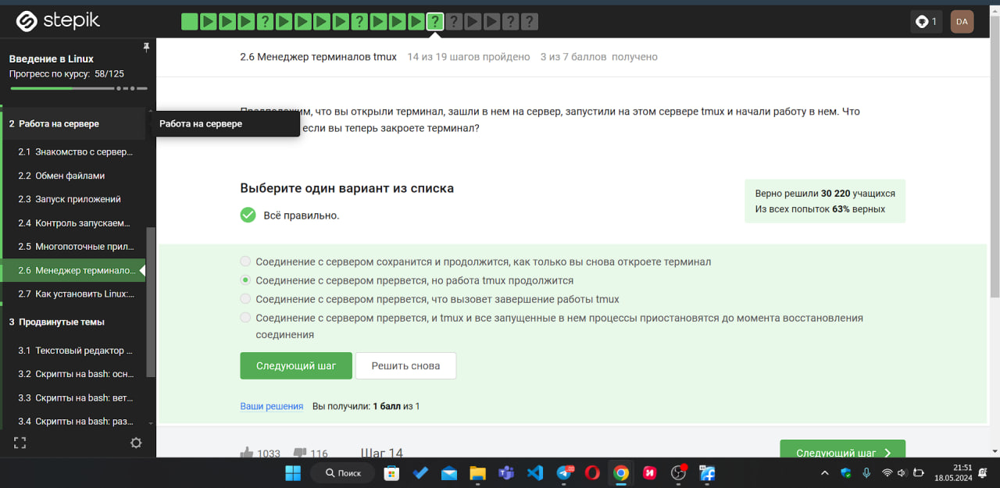 stepik
? ? ? ? ? ?
1
DA
Введение в Linux
Прогресс по курсу: 58/125
2.6 Менеджер терминалов tmux 14 из 19 шагов пройдено 3 из 7 баллов получено
2 Работа на сервере
Работа на сервере
2.1 Знакомство с сервер...
2.2 Обмен файлами
2.3 Запуск приложений
2.4 Контроль запускаем...
2.5 Многопоточные прил...
2.6 Менеджер терминало...
2.7 Как установить Linux:...
3 Продвинутые темы
3.1 Текстовый редактор ...
3.2 Скрипты на bash: осн...
3.3 Скрипты на bash: вет...
3.4 Скрипты на bash: раз...
Предположим, что вы открыли терминал, зашли в нем на сервер, запустили на этом сервере tmux и начали работу в нем. Что
если вы теперь закроете терминал?
Выберите один вариант из списка
Всё правильно.
Верно решили 30 220 учащихся
Из всех попыток 63% верных
Соединение с сервером сохранится и продолжится, как только вы снова откроете терминал
Соединение с сервером прервется, но работа tmux продолжится
Соединение с сервером прервется, что вызовет завершение работы tmux
Соединение с сервером прервется, и tmux и все запущенные в нем процессы приостановятся до момента восстановления
соединения
Следующий шаг
Решить снова
Ваши решения Вы получили: 1 балл из 1
1033 116 Шаг 14
Следующий шаг
Поиск
21:51
18.05.2024